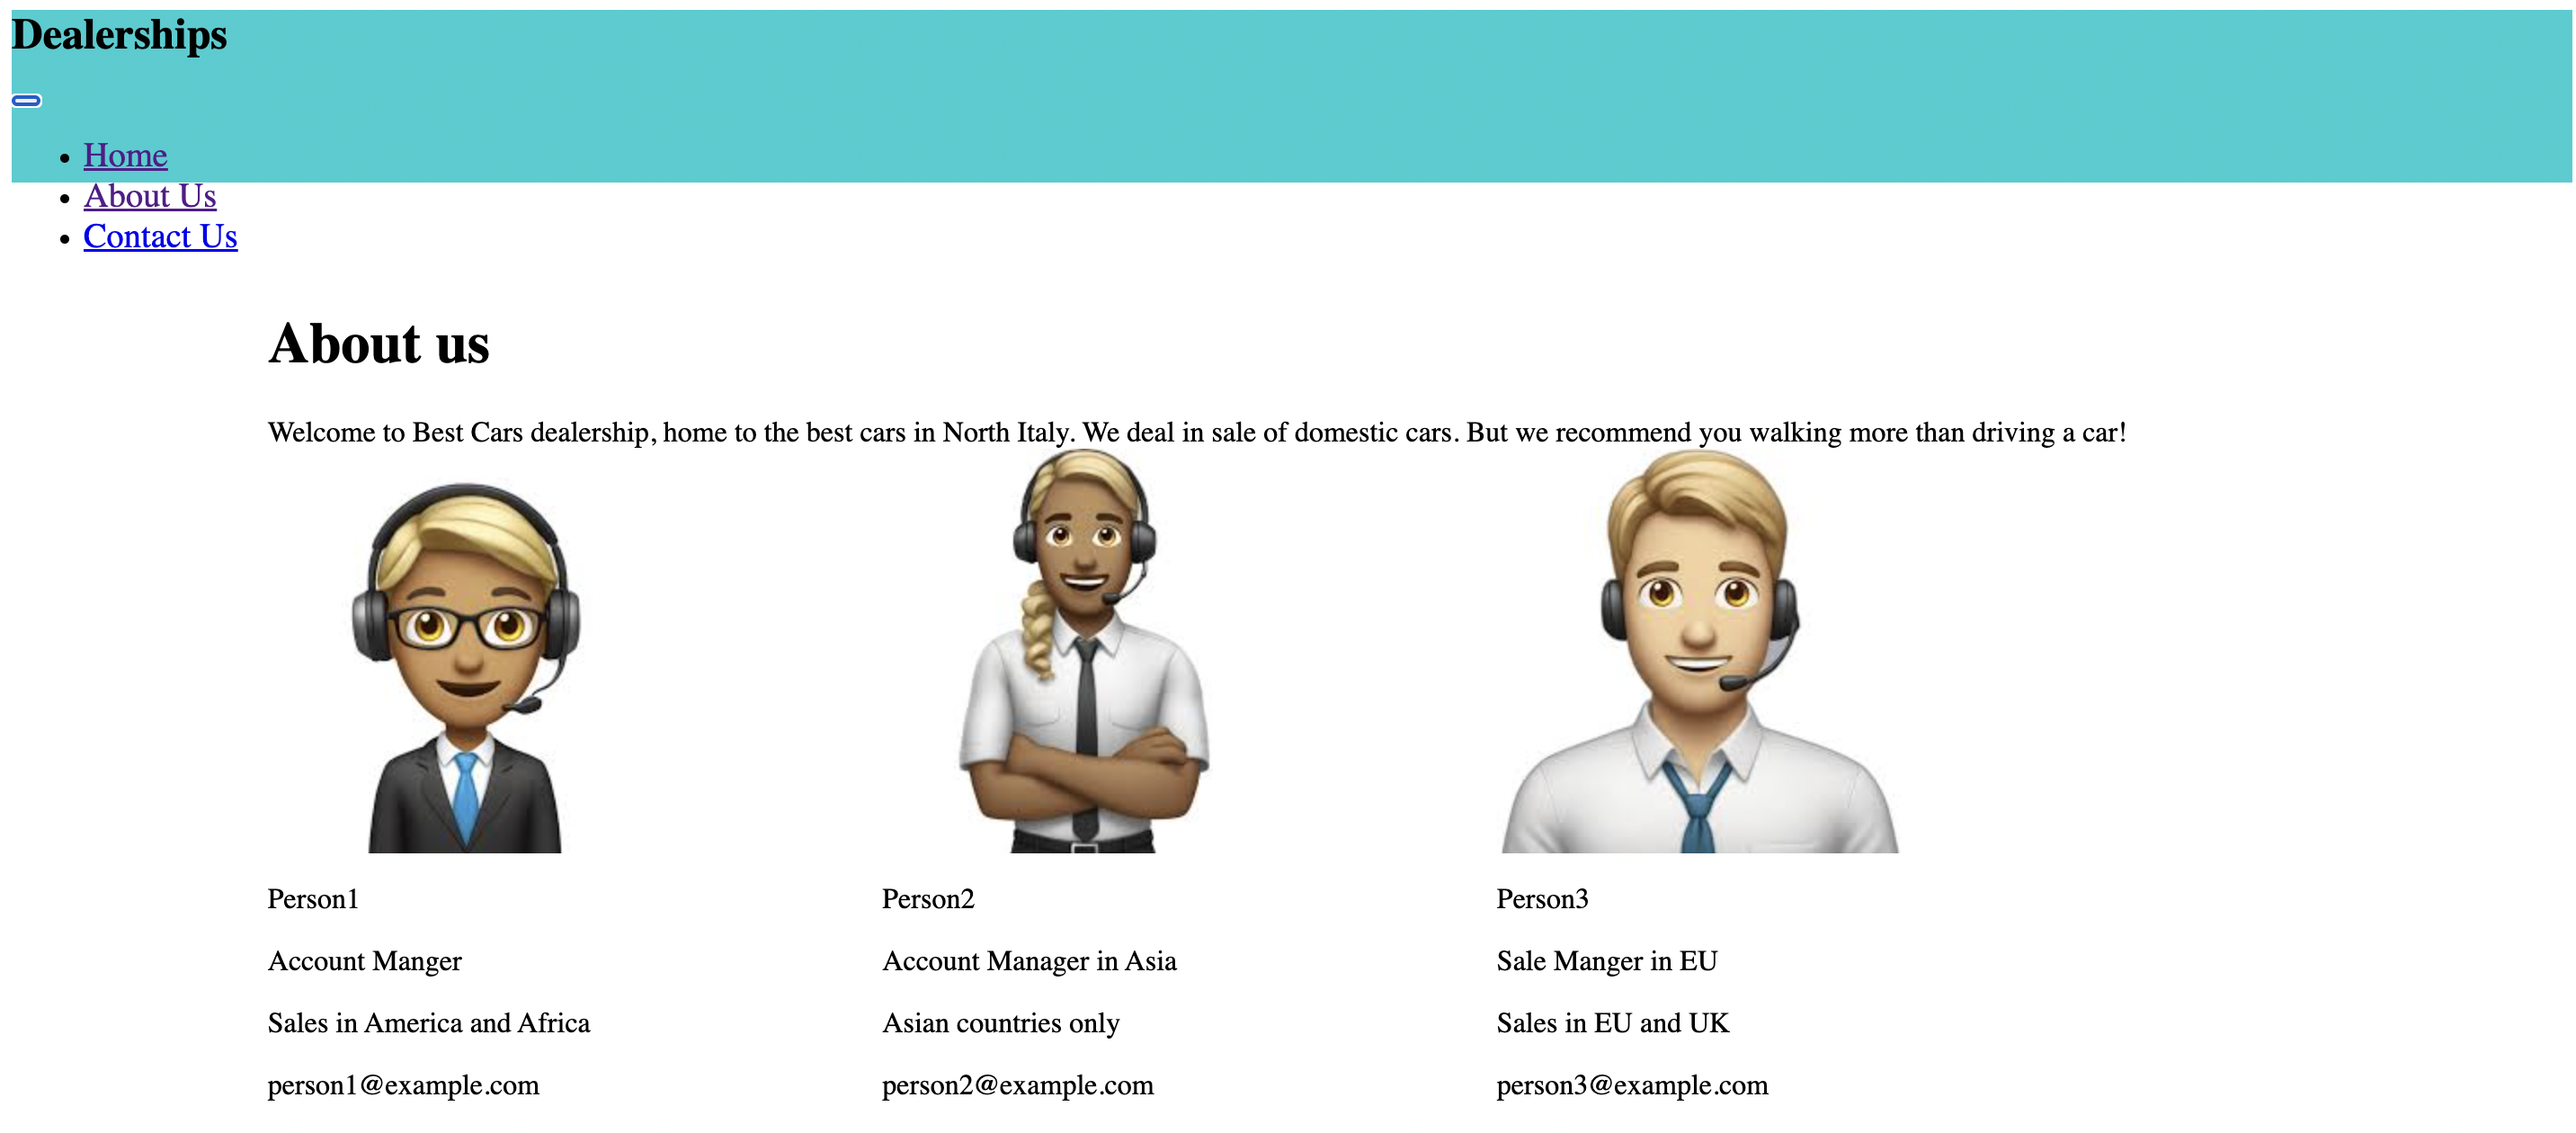 Dealerships
Home
About Us
Contact Us
About us
Welcome to Best Cars dealership, home to the best cars in North Italy. We deal in sale of domestic cars. But we recommend you walking more than driving a car!
Person1 Person2 Person3
Account Manger Account Manager in Asia Sale Manger in EU
Sales in America and Africa Asian countries only Sales in EU and UK
person1@example.com person2@example.com person3@example.com